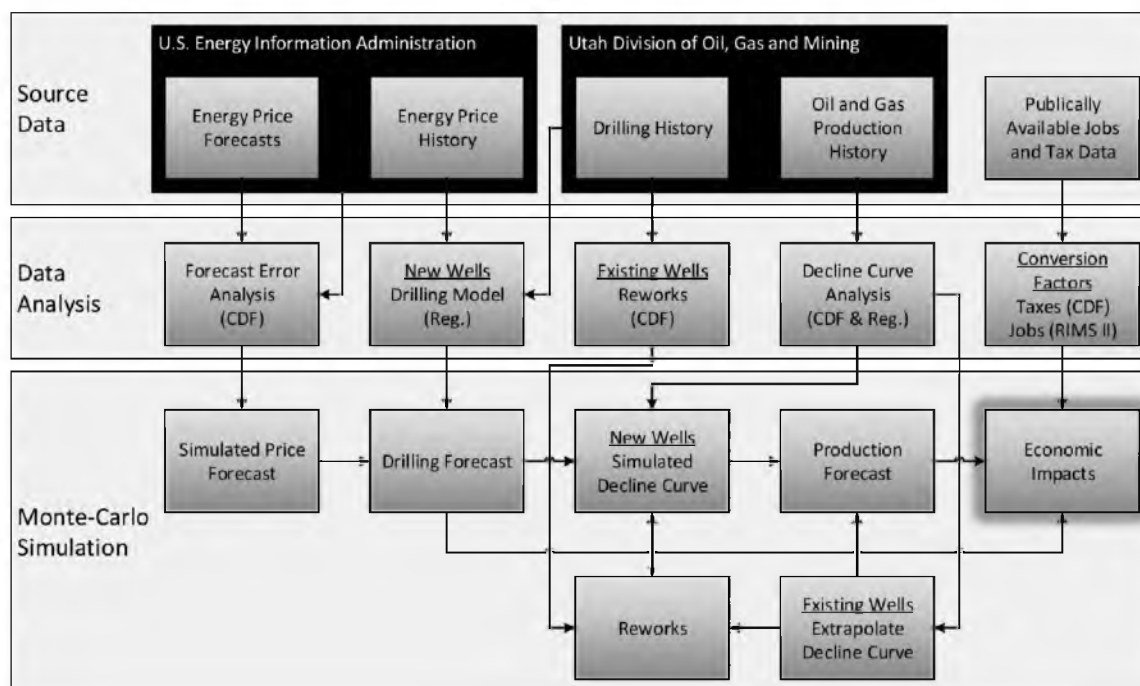 U.S. Energy Information Administration
Utah Division of Oil, Gas and Mining
Source
Data
Energy Price
Forecasts
Energy Price
History
Drilling History
Oil and Gas
Production
History
Publically
Available Jobs
and Tax Data
Data
Analysis
Forecast Error
Analysis
(CDF)
New Wells
Drilling Model
(Reg.)
Existing Wells
Reworks
(CDF)
Decline Curve
Analysis
(CDF & Reg.)
Conversion
Factors
Taxes (CDF)
Jobs (RIMS II)
Monte-Carlo
Simulation
Simulated Price
Forecast
Drilling Forecast
New Wells
Simulated
Decline Curve
Production
Forecast
Economic
Impacts
Reworks
Existing Wells
Extrapolate
Decline Curve